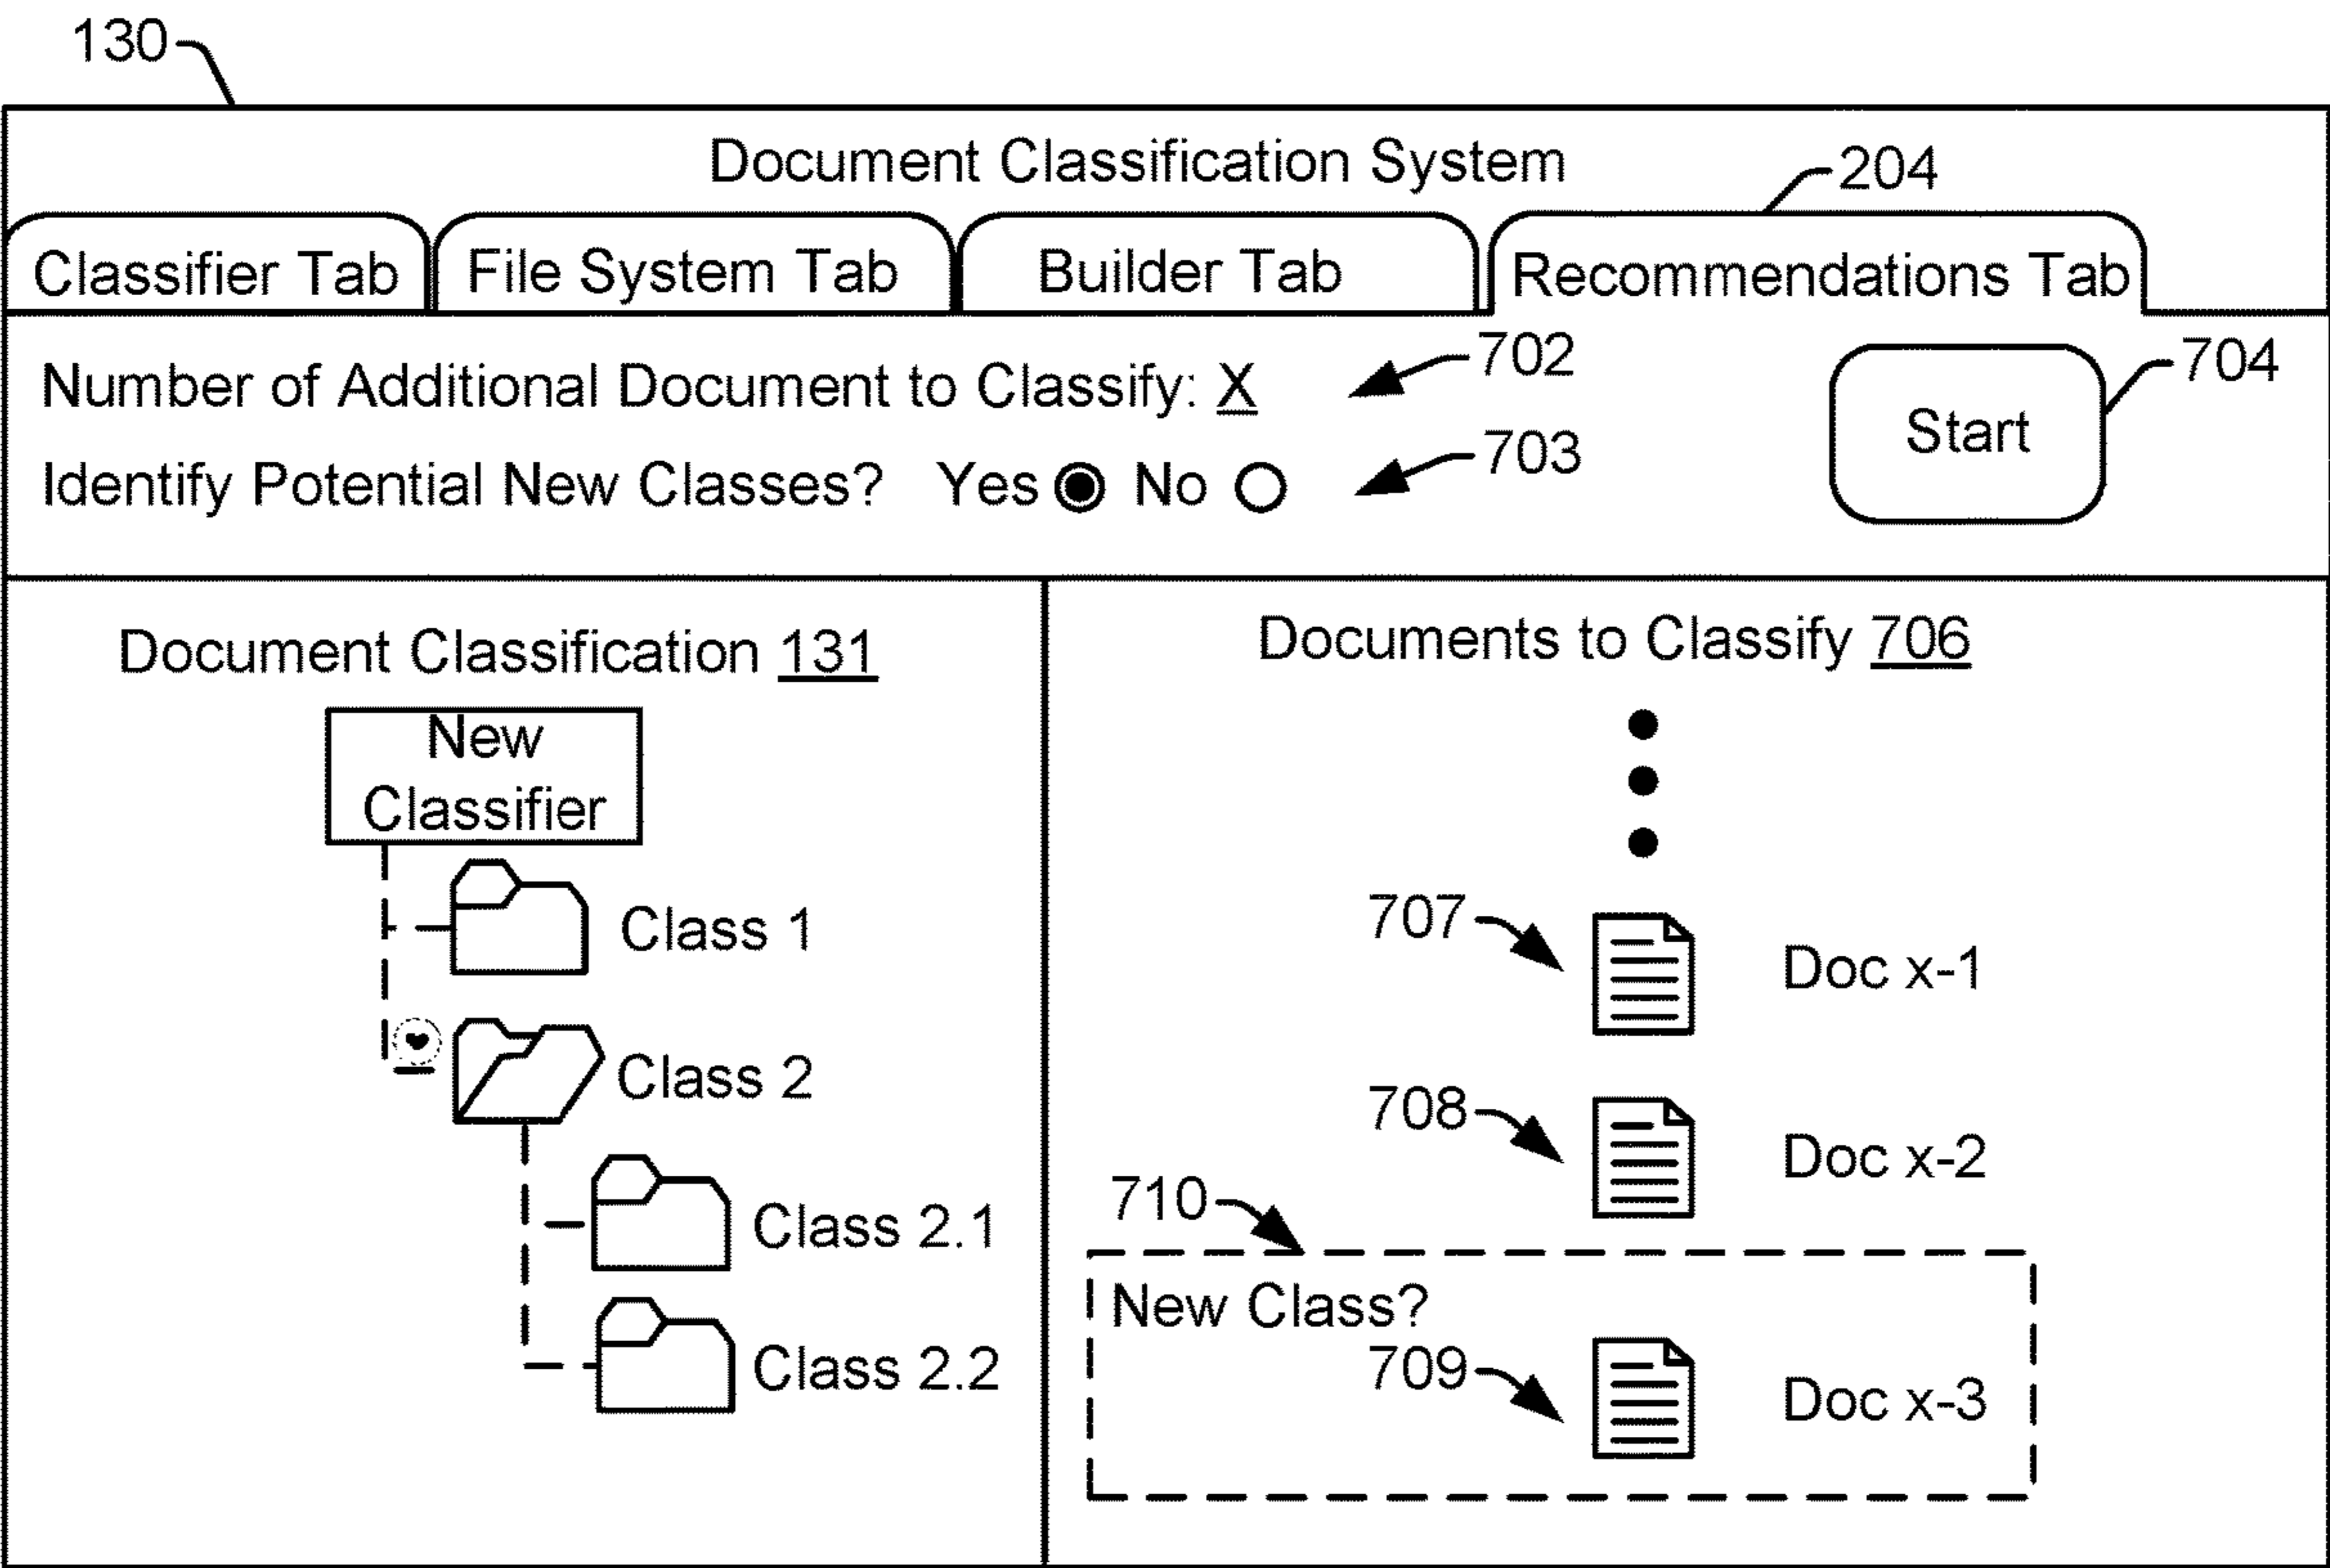 130
Document Classification System
204
Classifier Tab File System Tab Builder Tab Recommendations Tab
Number of Additional Document to Classify: X
702
704
Start
Identify Potential New Classes? Yes No
703
Document Classification 131
New
Classifier
Class 1
Class 2
Class 2.1
Class 2.2
Documents to Classify 706
707
Doc x-1
708
Doc x-2
710
New Class?
709
Doc x-3